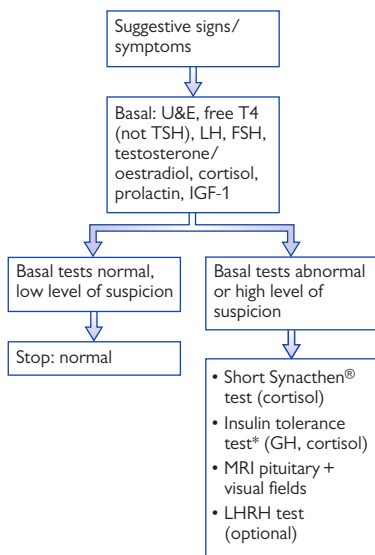 Suggestive signs/
symptoms
Basal: U&E, free T4
(not TSH), LH, FSH,
testosterone/
oestradiol, cortisol,
prolactin, IGF-1
Basal tests normal,
low level of suspicion
Stop: normal
Basal tests abnormal
or high level of
suspicion
• Short Synacthen®
test (cortisol)
• Insulin tolerance
test* (GH, cortisol)
• MRI pituitary +
visual fields
• LHRH test
(optional)